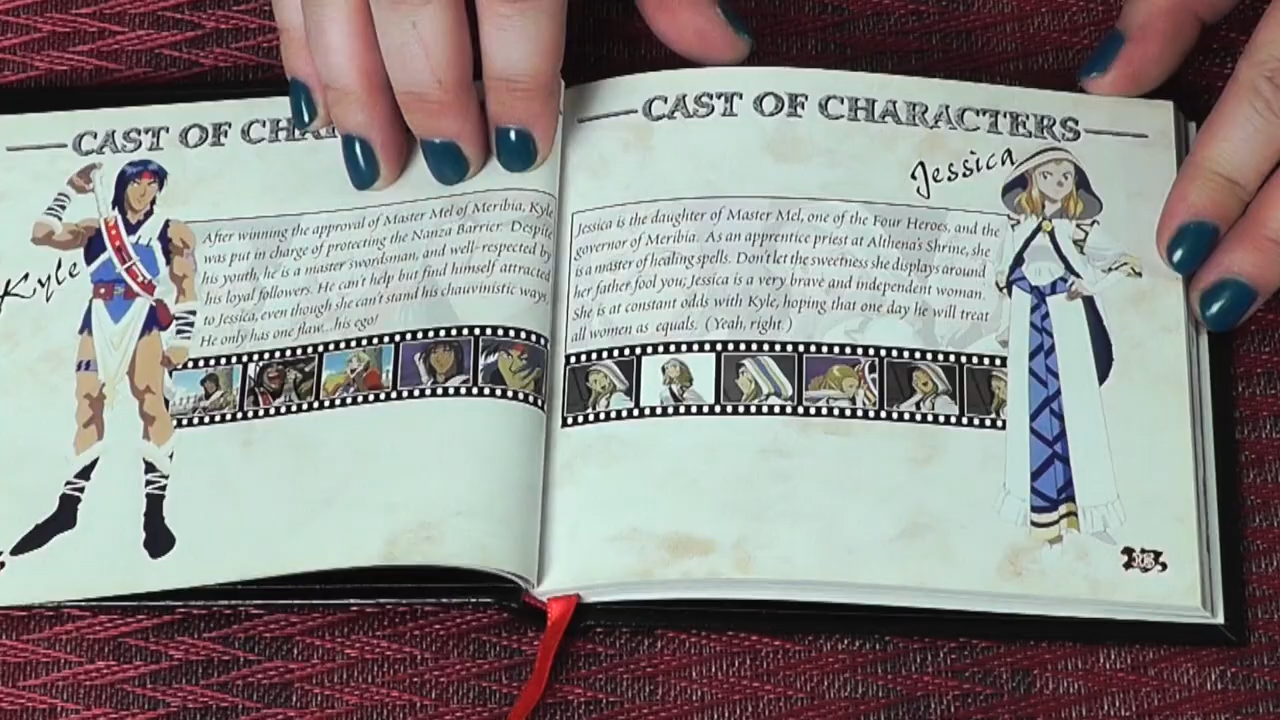 CAST OF CHA
Kyle
After winning the approval of Master Mel of Meribia, Kyle
was put in charge of protecting the Nanza Barrier. Despite
his youth, he is a master swordsman, and well-respected by
his loyal followers. He can't help but find himself attracted
to Jessica, even though she can't stand his chauvinistic ways.
He only has one flaw...his ego!
CAST OF CHARACTERS
Jessica
Jessica is the daughter of Master Mel, one of the Four Heroes, and the
governor of Meribia. As an apprentice priest at Althena's Shrine, she
is a master of healing spells. Don't let the sweetness she displays around
her father fool you; Jessica is a very brave and independent woman.
She is at constant odds with Kyle, hoping that one day he will treat
all women as equals. (Yeah, right.)